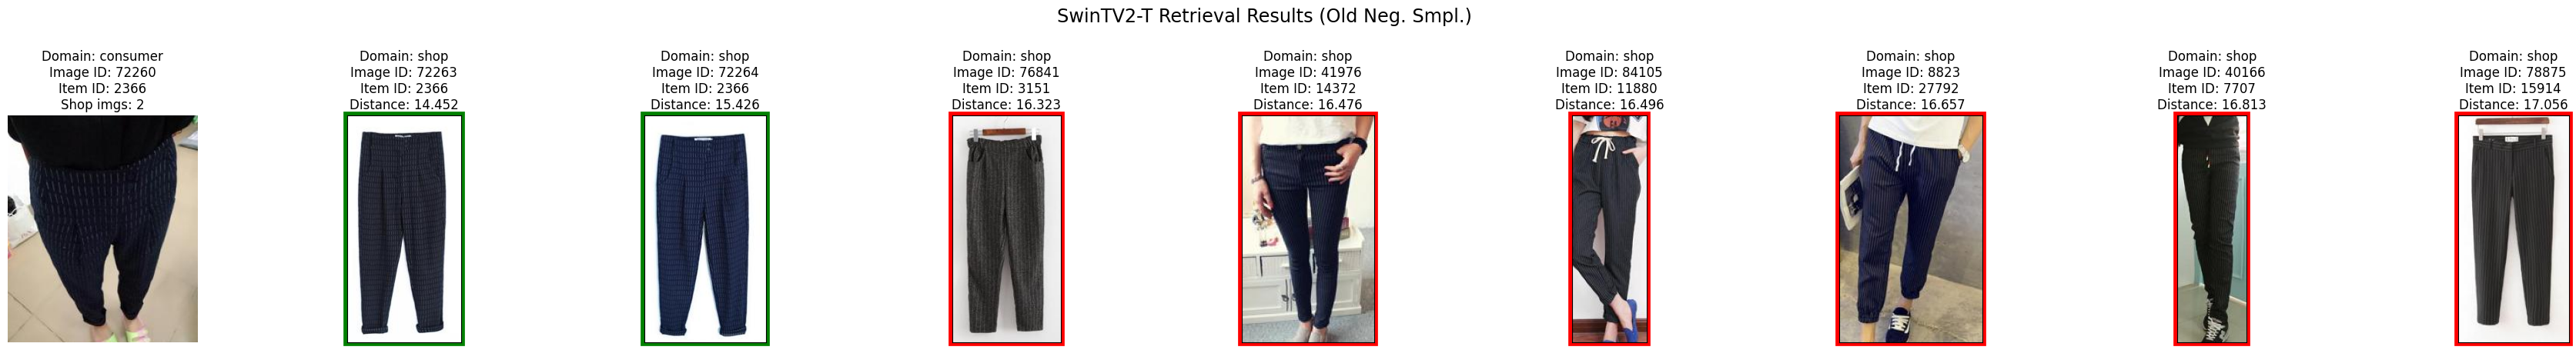 SwinTV2-T Retrieval Results (Old Neg. Smpl.)
Domain: consumer
Image ID: 72260
Item ID: 2366
Shop imgs: 2
Domain: shop
Image ID: 72263
Item ID: 2366
Distance: 14.452
Domain: shop
Image ID: 72264
Item ID: 2366
Distance: 15.426
Domain: shop
Image ID: 76841
Item ID: 3151
Distance: 16.323
Domain: shop
Image ID: 41976
Item ID: 14372
Distance: 16.476
Domain: shop
Image ID: 84105
Item ID: 11880
Distance: 16.496
Domain: shop
Image ID: 8823
Item ID: 27792
Distance: 16.657
Domain: shop
Image ID: 40166
Item ID: 7707
Distance: 16.813
Domain: shop
Image ID: 78875
Item ID: 15914
Distance: 17.056